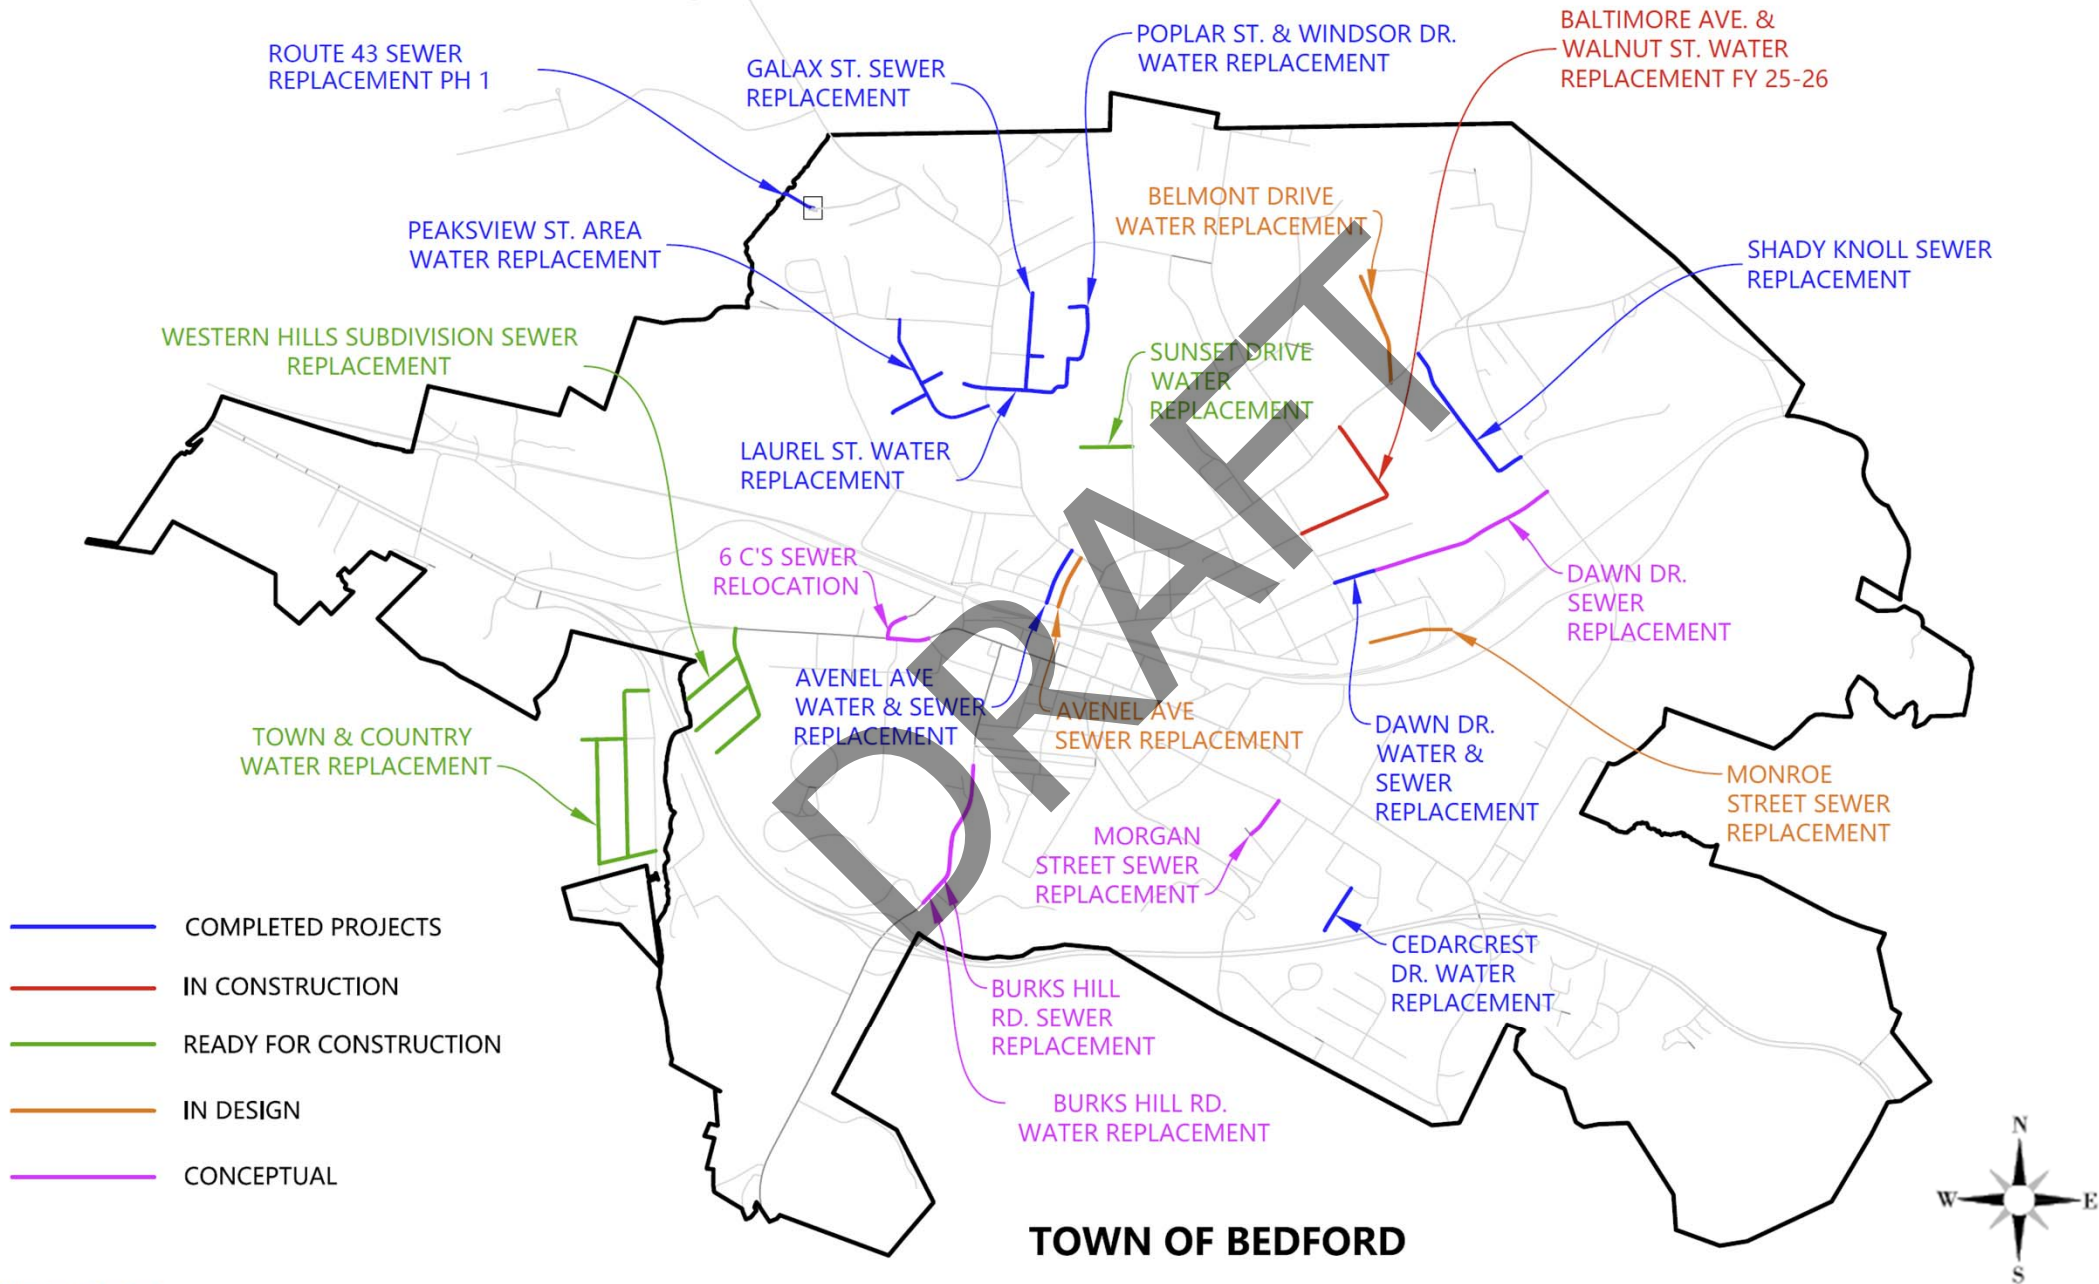 ROUTE 43 SEWER
REPLACEMENT PH 1
GALAX ST. SEWER
REPLACEMENT
POPLAR ST. & WINDSOR DR.
WATER REPLACEMENT
BALTIMORE AVE. &
WALNUT ST. WATER
REPLACEMENT FY 25-26
PEAKSVIEW ST. AREA
WATER REPLACEMENT
BELMONT DRIVE
WATER REPLACEMENT
SHADY KNOLL SEWER
REPLACEMENT
WESTERN HILLS SUBDIVISION SEWER
REPLACEMENT
SUNSET DRIVE
WATER
REPLACEMENT
LAUREL ST. WATER
REPLACEMENT
6 C'S SEWER
RELOCATION
DAWN DR.
SEWER
REPLACEMENT
AVENEL AVE
WATER & SEWER
REPLACEMENT
AVENEL AVE
SEWER REPLACEMENT
DAWN DR.
WATER &
SEWER
REPLACEMENT
TOWN & COUNTRY
WATER REPLACEMENT
MONROE
STREET SEWER
REPLACEMENT
MORGAN
STREET SEWER
REPLACEMENT
CEDARCREST
DR. WATER
REPLACEMENT
BURKS HILL
RD. SEWER
REPLACEMENT
BURKS HILL RD.
WATER REPLACEMENT
DRAFT
COMPLETED PROJECTS
IN CONSTRUCTION
READY FOR CONSTRUCTION
IN DESIGN
CONCEPTUAL
TOWN OF BEDFORD
N
W
E
S